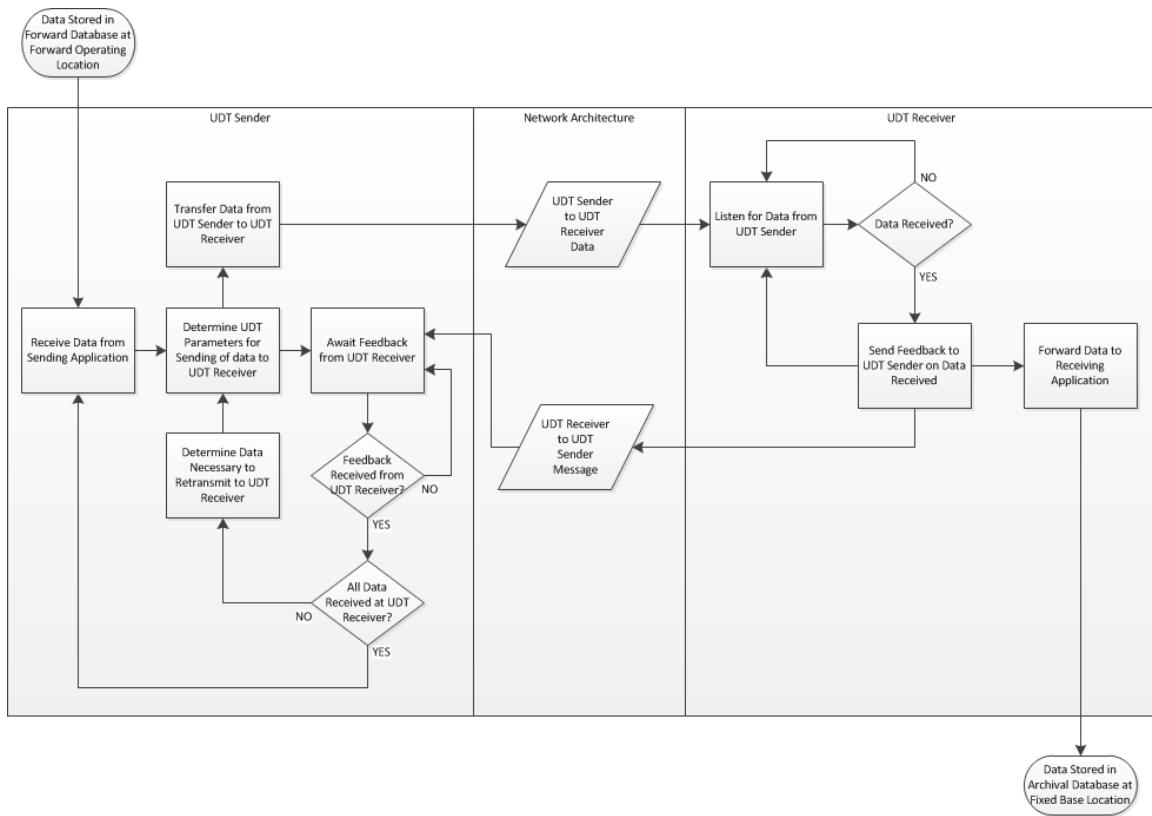 Data Stored in
Forward Database at
Forward Operating
Location
UDT Sender
Network Architecture
UDT Receiver
Transfer Data from
UDT Sender to UDT
Receiver
UDT Sender
to UDT
Receiver
Data
Listen for Data from
UDT Sender
NO
Data Received?
YES
Receive Data from
Sending Application
Determine UDT
Parameters for
Sending of data to
UDT Receiver
Await Feedback
from UDT Receiver
Send Feedback to
UDT Sender on Data
Received
Forward Data to
Receiving
Application
Determine Data
Necessary to
Retransmit to UDT
Receiver
Feedback
Received from
UDT Receiver?
NO
YES
UDT Receiver
to UDT
Sender
Message
All Data
Received at UDT
Receiver?
NO
YES
Data Stored in
Archival Database at
Fixed Base Location